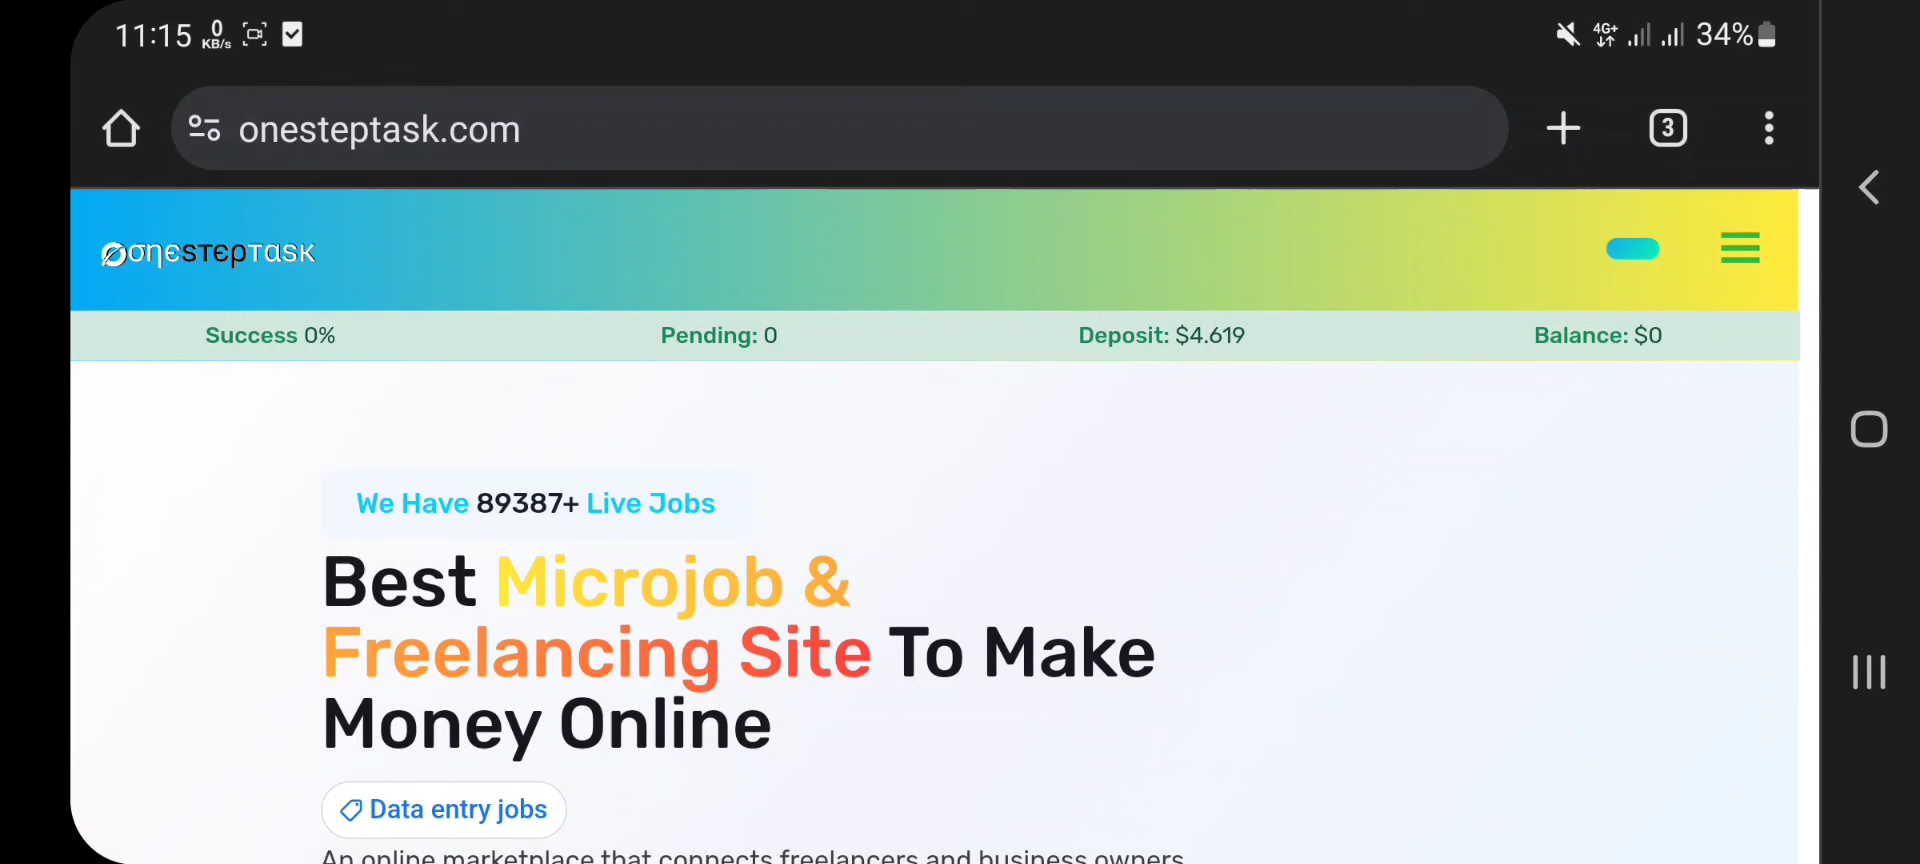 11:15 0 KB/s 4G+ 34%
onesteptask.com 3
σηєsτєρταsκ
Success 0% Pending: 0 Deposit: $4.619 Balance: $0
We Have 89387+ Live Jobs
Best Microjob &
Freelancing Site To Make
Money Online
Data entry jobs
An online marketplace that connects freelancers and business owners